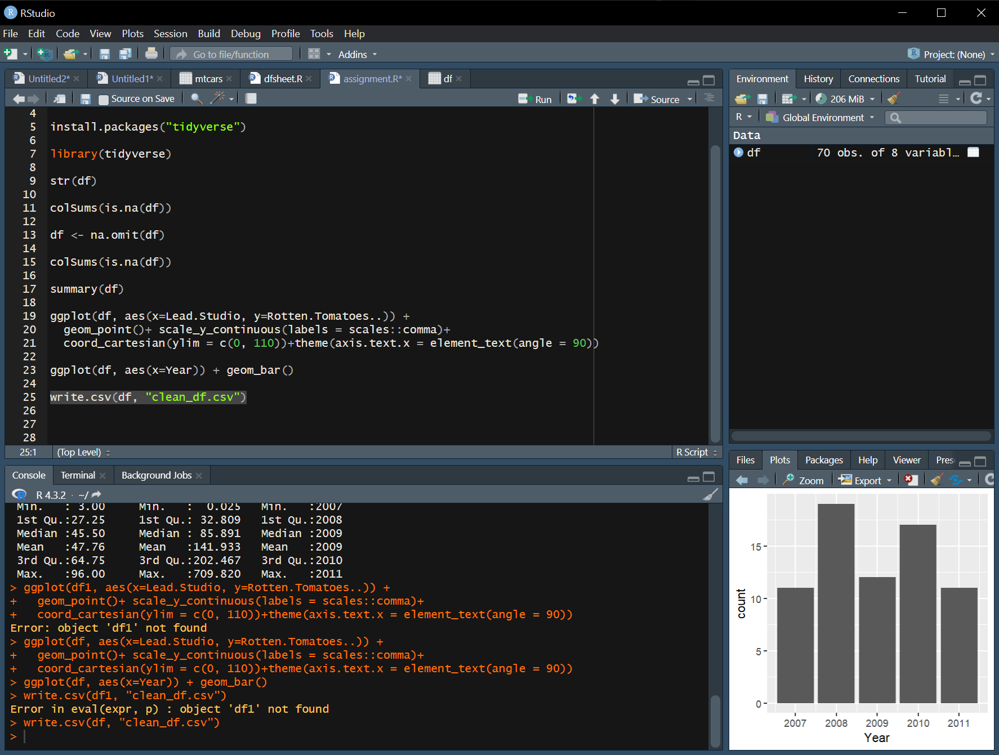 RStudio
File Edit Code View Plots Session Build Debug Profile Tools Help
Go to file/function Addins Project: (None)
Untitled2* Untitled1* mtcars dfsheet.R assignment.R* df
Source on Save Run Source
4
5 install.packages("tidyverse")
6
7 library(tidyverse)
8
9 str(df)
10
11 colSums(is.na(df))
12
13 df <- na.omit(df)
14
15 colSums(is.na(df))
16
17 summary(df)
18
19 ggplot(df, aes(x=Lead.Studio, y=Rotten.Tomatoes..)) +
20 geom_point()+ scale_y_continuous(labels = scales::comma)+
21 coord_cartesian(ylim = c(0, 110))+theme(axis.text.x = element_text(angle = 90))
22
23 ggplot(df, aes(x=Year)) + geom_bar()
24
25 write.csv(df, "clean_df.csv")
26
27
28
25:1 (Top Level) R Script
Console Terminal Background Jobs
R 4.3.2 · ~/
Min. : 3.00 Min. : 0.025 Min. :2007
1st Qu.:27.25 1st Qu.: 32.809 1st Qu.:2008
Median :45.50 Median : 85.891 Median :2009
Mean :47.76 Mean :141.933 Mean :2009
3rd Qu.:64.75 3rd Qu.:202.467 3rd Qu.:2010
Max. :96.00 Max. :709.820 Max. :2011
> ggplot(df1, aes(x=Lead.Studio, y=Rotten.Tomatoes..)) +
+ geom_point()+ scale_y_continuous(labels = scales::comma)+
+ coord_cartesian(ylim = c(0, 110))+theme(axis.text.x = element_text(angle = 90))
Error: object 'df1' not found
> ggplot(df, aes(x=Lead.Studio, y=Rotten.Tomatoes..)) +
+ geom_point()+ scale_y_continuous(labels = scales::comma)+
+ coord_cartesian(ylim = c(0, 110))+theme(axis.text.x = element_text(angle = 90))
> ggplot(df, aes(x=Year)) + geom_bar()
> write.csv(df1, "clean_df.csv")
Error in eval(expr, p) : object 'df1' not found
> write.csv(df, "clean_df.csv")
>
Environment History Connections Tutorial
206 MiB
R Global Environment
Data
df 70 obs. of 8 variabl…
Files Plots Packages Help Viewer Pres
Zoom Export
15
10
5
0
count
2007 2008 2009 2010 2011
Year